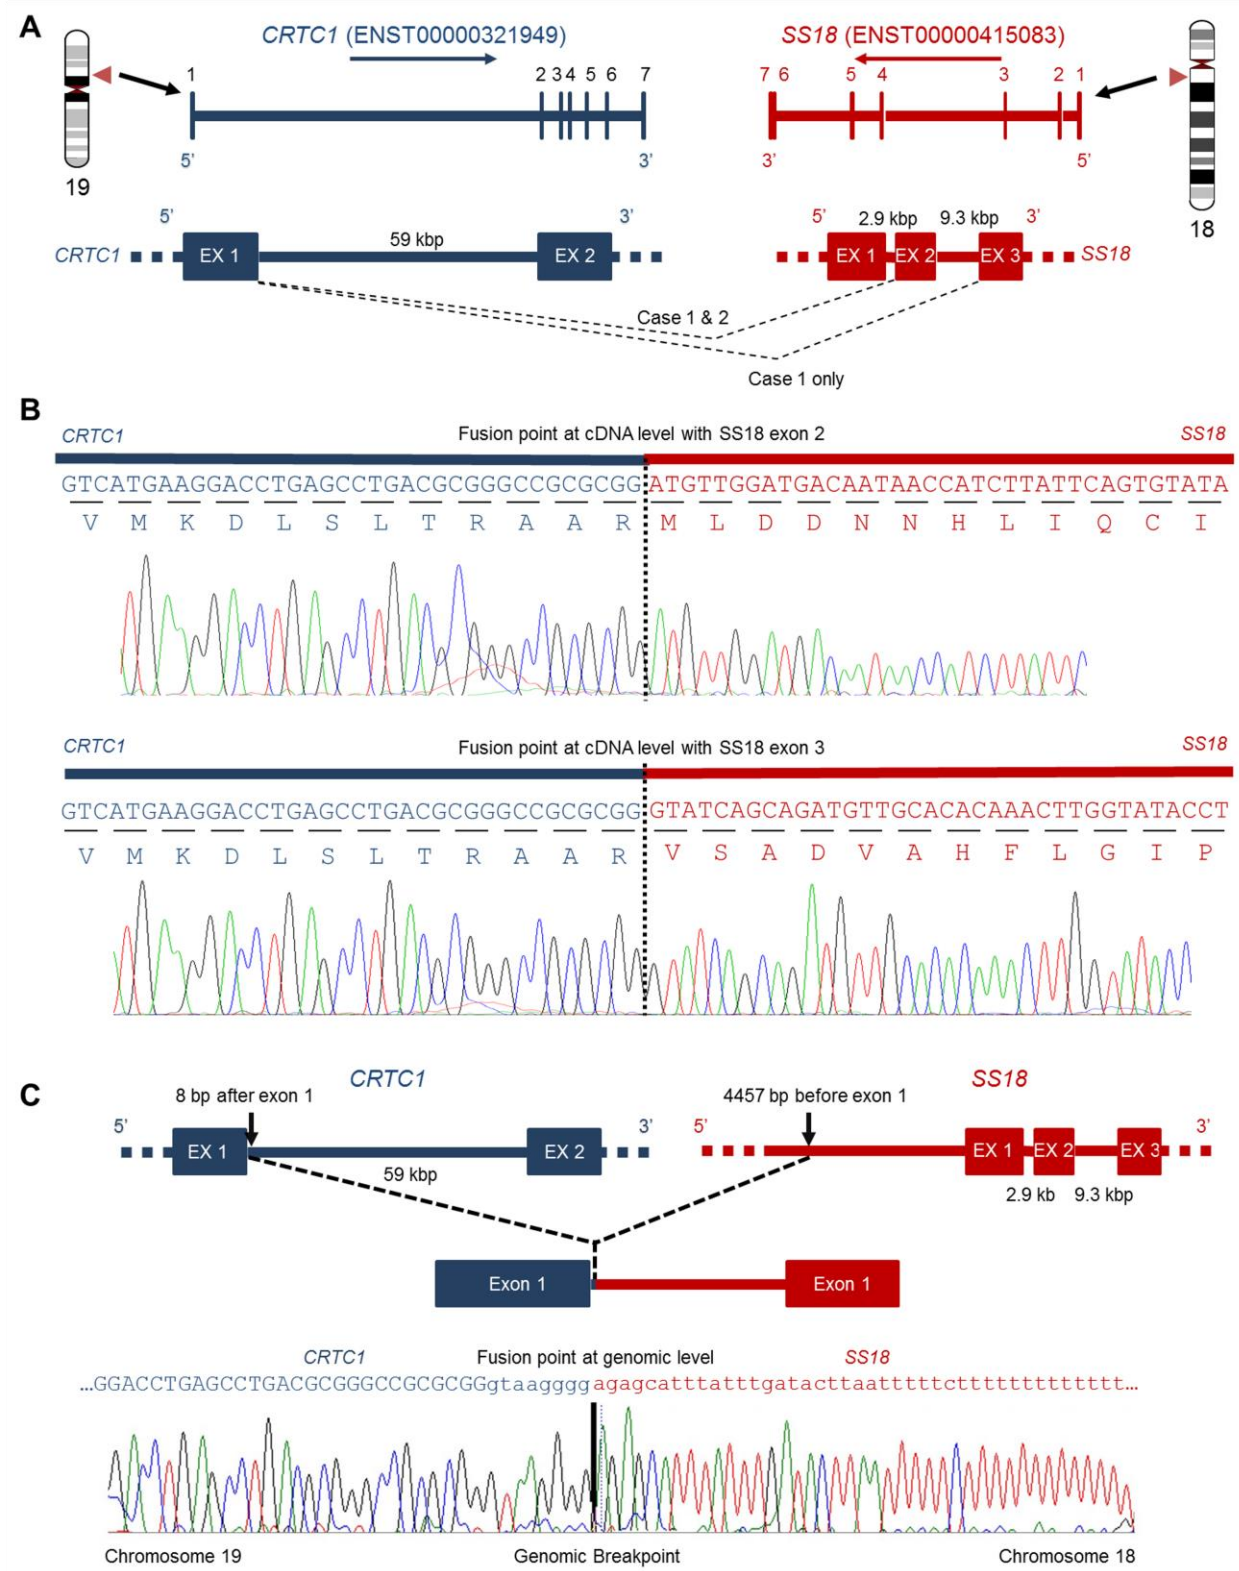 A
CRTC1 (ENST00000321949)
SS18 (ENST00000415083)
1 2 3 4 5 6 7
7 6 5 4 3 2 1
5' 3'
3' 5'
19
18
5' 3'
5' 2.9 kbp 9.3 kbp 3'
CRTC1 EX 1 59 kbp EX 2
EX 1 EX 2 EX 3 SS18
Case 1 & 2
Case 1 only
B
CRTC1 Fusion point at cDNA level with SS18 exon 2 SS18
GTCATGAAGGACCTGAGCCTGACGCGGGCCGCGCGG ATGTTGGATGACAATAACCATCTTATTCAGTGTATA
V M K D L S L T R A A R M L D D N N H L I Q C I
CRTC1 Fusion point at cDNA level with SS18 exon 3 SS18
GTCATGAAGGACCTGAGCCTGACGCGGGCCGCGCGG GTATCAGCAGATGTTGCACACAAACTTGGTATACCT
V M K D L S L T R A A R V S A D V A H F L G I P
C
CRTC1 SS18
8 bp after exon 1 4457 bp before exon 1
5' 3' 5' 3'
EX 1 EX 2 EX 1 EX 2 EX 3
59 kbp 2.9 kb 9.3 kbp
Exon 1 Exon 1
CRTC1 Fusion point at genomic level SS18
...GGACCTGAGCCTGACGCGGGCCGCGCGGgtaaggggagagcatttatttgatacttaatttttcttttttttttttttt...
Chromosome 19 Genomic Breakpoint Chromosome 18